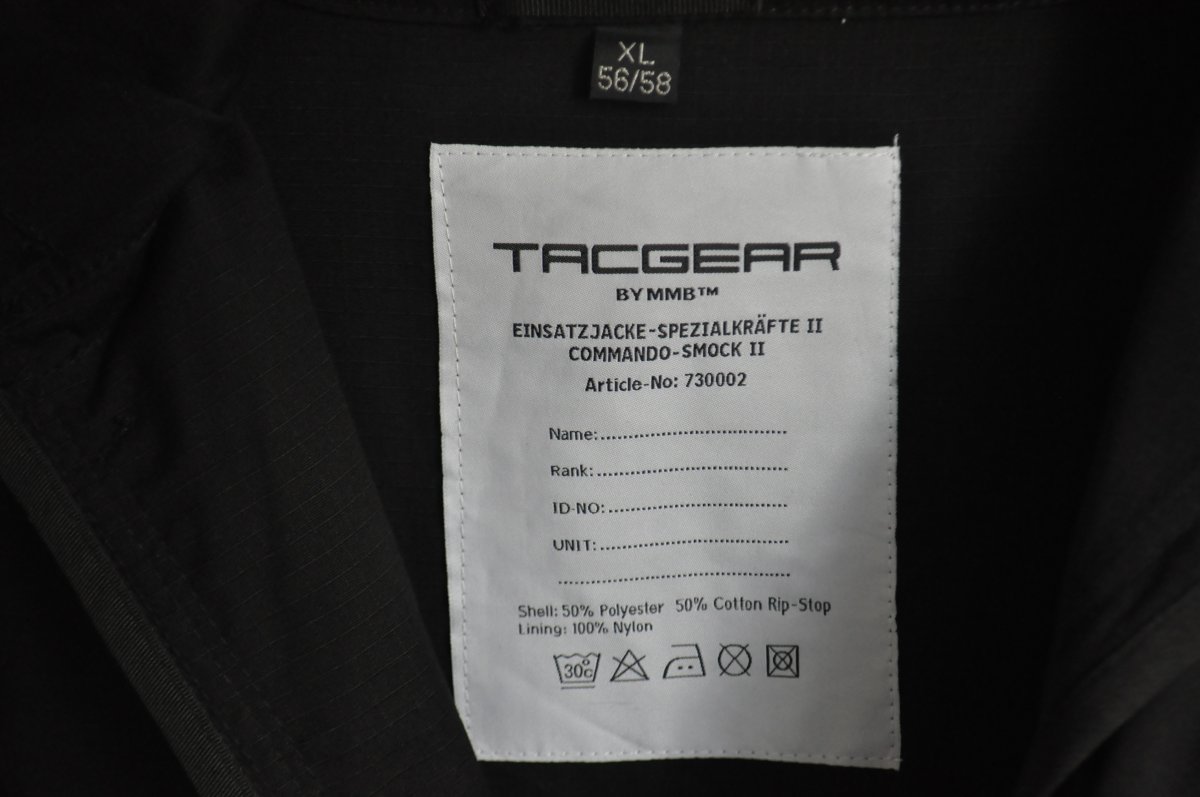 XL
56/58
TACGEAR
BY MMB™
EINSATZJACKE-SPEZIALKRÄFTE II
COMMANDO-SMOCK II
Article-No: 730002
Name:................................
Rank:................................
ID-NO:..............................
UNIT:................................
........................................
Shell: 50% Polyester 50% Cotton Rip-Stop
Lining: 100% Nylon
30°C